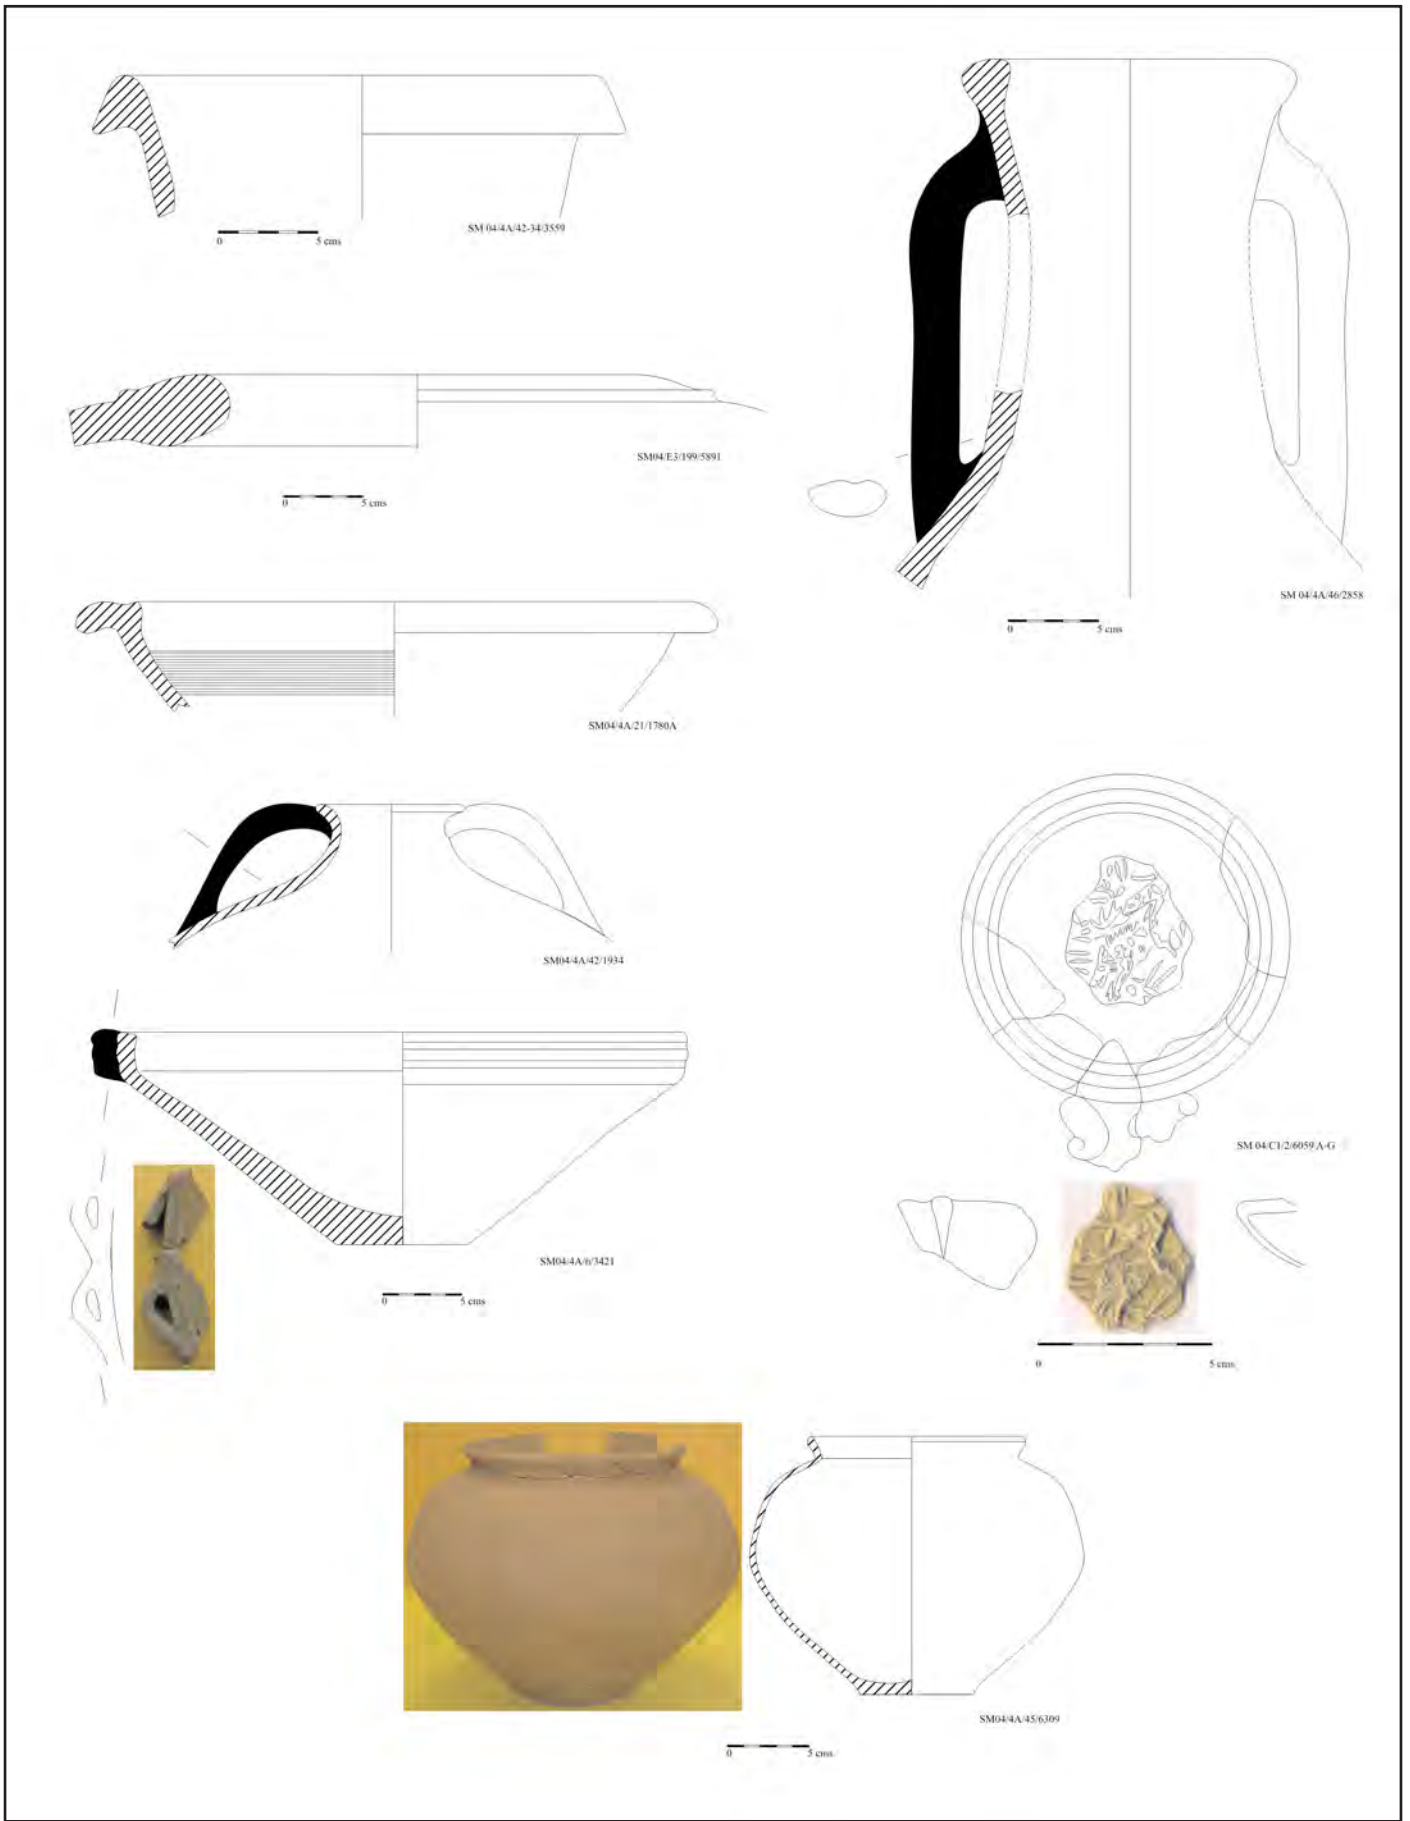 SM 04/4A/42-34/3559
0 5 cms
SM04/E3/199/5891
0 5 cms
SM 04/4A/46/2858
0 5 cms
SM04/4A/21/1780A
SM04/4A/42/1934
SM 04/C1/2/6059 A-G
SM04/4A/6/3421
0 5 cms
0 5 cms
SM04/4A/45/6309
0 5 cms